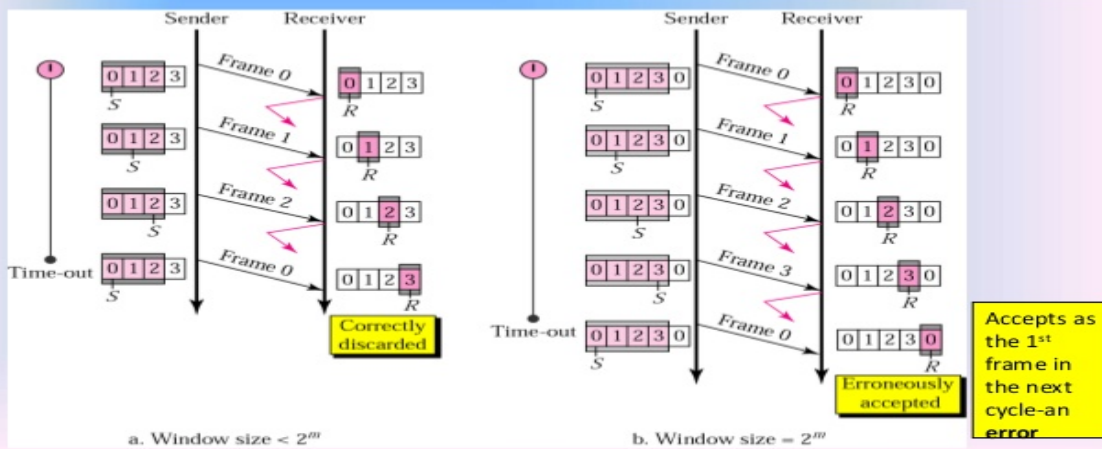 Sender Receiver
0 1 2 3
S
Frame 0
0 1 2 3
R
0 1 2 3
S
Frame 1
0 1 2 3
R
0 1 2 3
S
Frame 2
0 1 2 3
R
Time-out
0 1 2 3
S
Frame 0
0 1 2 3
R
Correctly
discarded
a. Window size < 2^m
Sender Receiver
0 1 2 3 0
S
Frame 0
0 1 2 3 0
R
0 1 2 3 0
S
Frame 1
0 1 2 3 0
R
0 1 2 3 0
S
Frame 2
0 1 2 3 0
R
0 1 2 3 0
S
Frame 3
0 1 2 3 0
R
Time-out
0 1 2 3 0
S
Frame 0
0 1 2 3 0
R
Erroneously
accepted
b. Window size = 2^m
Accepts as
the 1st
frame in
the next
cycle-an
error